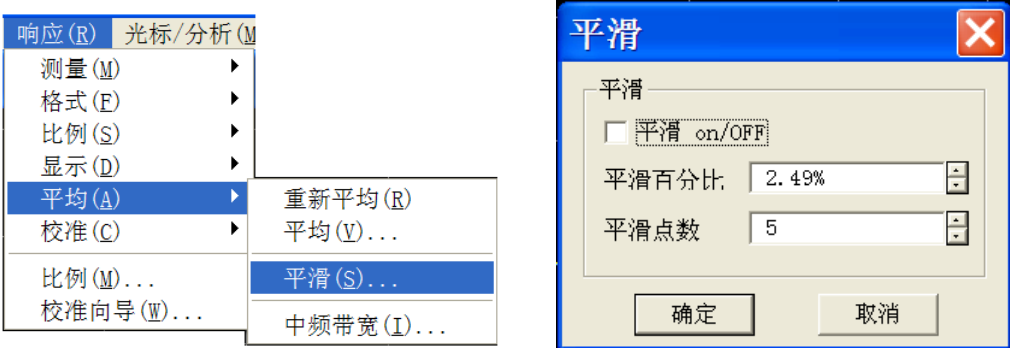 响应(R) 光标/分析(M
测量(M)
格式(F)
比例(S)
显示(D)
平均(A)
校准(C)
比例(M)...
校准向导(W)...
重新平均(R)
平均(V)...
平滑(S)...
中频带宽(I)...
平滑
平滑
平滑 on/OFF
平滑百分比 2.49%
平滑点数 5
确定 取消